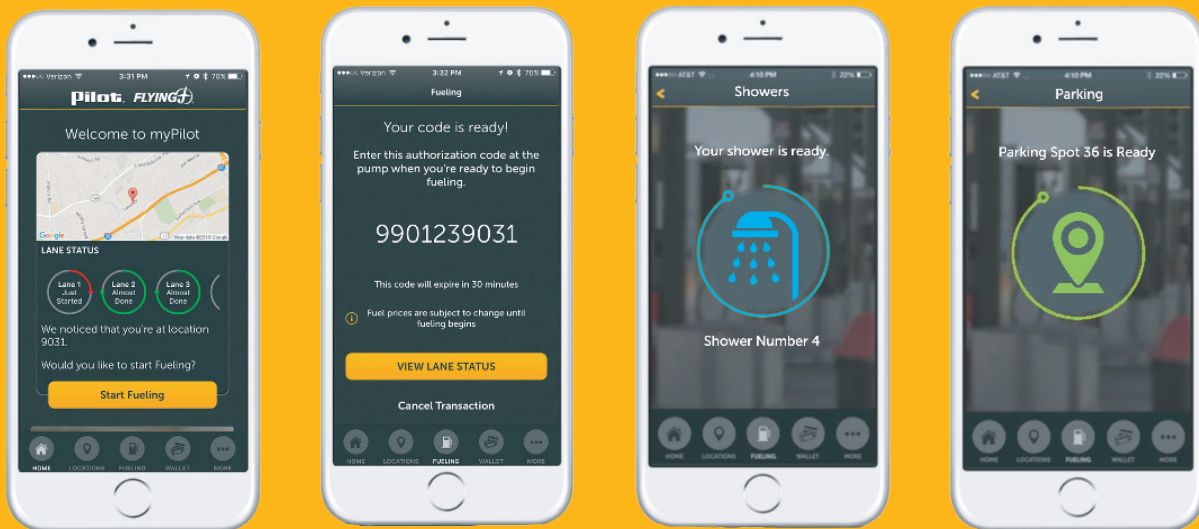 ●●●○○ Verizon
3:31 PM
70%
Pilot. FLYING J.
Welcome to myPilot
Google
Map data ©2016 Google
LANE STATUS
Lane 1
Just
Started
Lane 2
Almost
Done
Lane 3
Almost
Done
We noticed that you're at location
9031.
Would you like to start Fueling?
Start Fueling
HOME LOCATIONS FUELING WALLET MORE
●●●○○ Verizon
3:32 PM
70%
Fueling
Your code is ready!
Enter this authorization code at the
pump when you're ready to begin
fueling.
9901239031
This code will expire in 30 minutes
Fuel prices are subject to change until
fueling begins
VIEW LANE STATUS
Cancel Transaction
HOME LOCATIONS FUELING WALLET MORE
●●●○○ AT&T
4:10 PM
22%
Showers
Your shower is ready.
Shower Number 4
HOME LOCATIONS FUELING WALLET MORE
●●●○○ AT&T
4:10 PM
22%
Parking
Parking Spot 36 is Ready
HOME LOCATIONS FUELING WALLET MORE